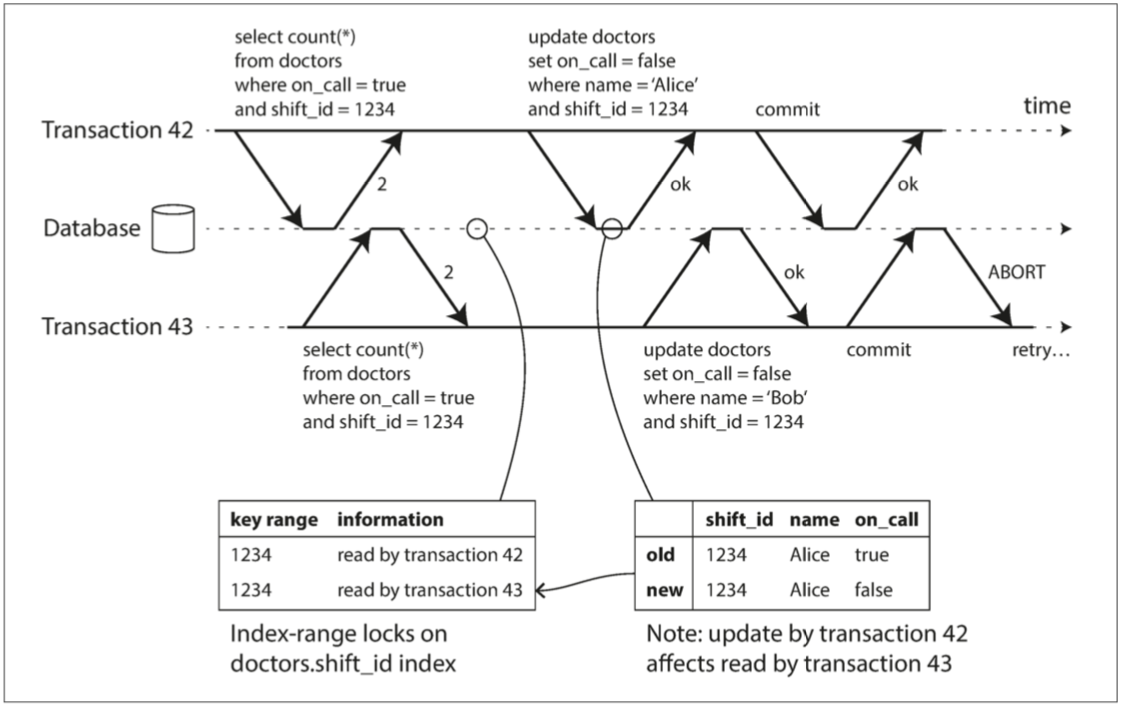 select count(*)
from doctors
where on_call = true
and shift_id = 1234
update doctors
set on_call = false
where name = ‘Alice’
and shift_id = 1234
commit
time
Transaction 42
2
ok
ok
Database
2
ok
ABORT
Transaction 43
select count(*)
from doctors
where on_call = true
and shift_id = 1234
update doctors
set on_call = false
where name = ‘Bob’
and shift_id = 1234
commit
retry...
key range information
1234 read by transaction 42
1234 read by transaction 43
Index-range locks on
doctors.shift_id index
shift_id name on_call
old 1234 Alice true
new 1234 Alice false
Note: update by transaction 42
affects read by transaction 43